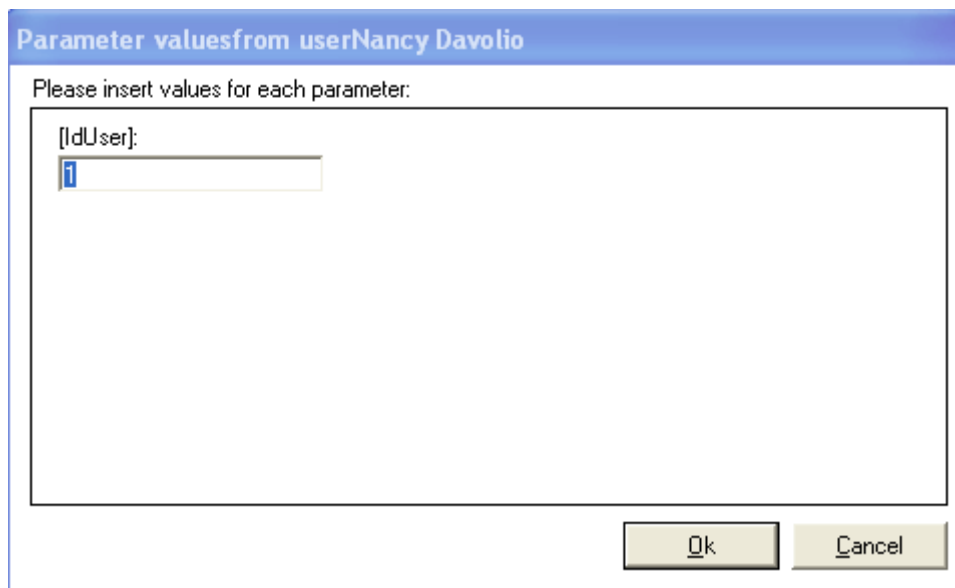 Parameter valuesfrom userNancy Davolio
Please insert values for each parameter:
[IdUser]:
1
Ok Cancel